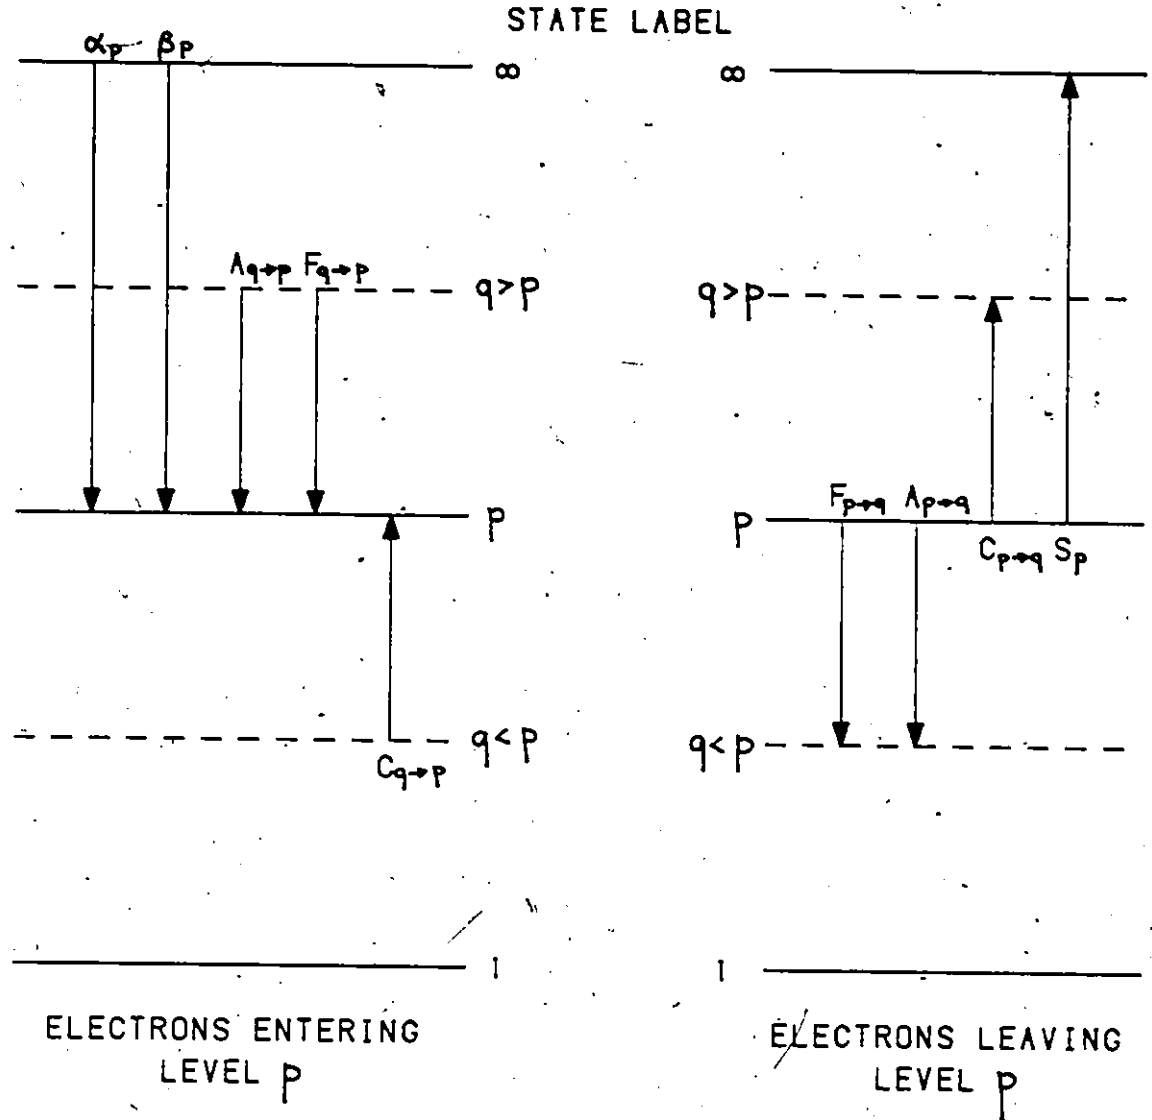 STATE LABEL
αp βp
∞
∞
Aq→p Fq→p
q>p
q>p
p
p
Fp→q Ap→q
Cp→q Sp
q<p
q<p
Cq→p
1
1
ELECTRONS ENTERING
LEVEL p
ELECTRONS LEAVING
LEVEL p